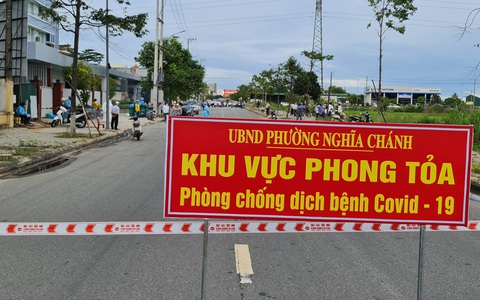 UBND PHƯỜNG NGHĨA CHÁNH
KHU VỰC PHONG TỎA
Phòng chống dịch bệnh Covid - 19